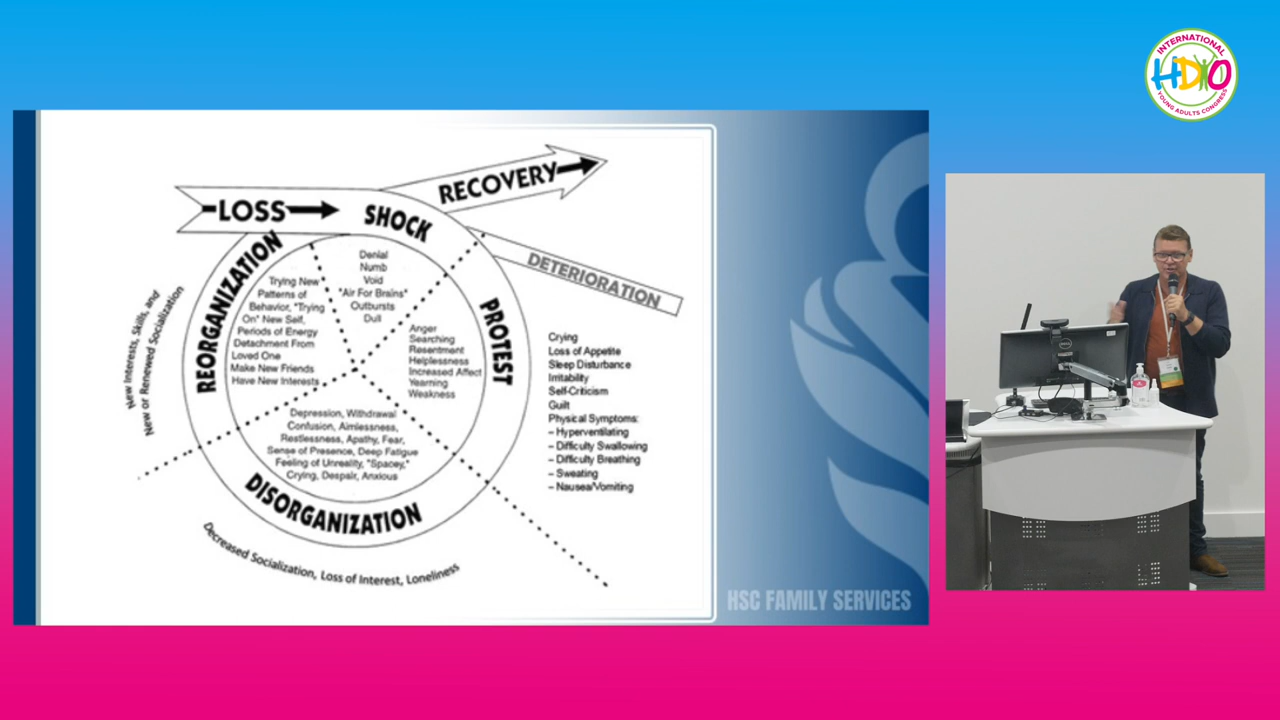 INTERNATIONAL
HDYO
YOUNG ADULTS CONGRESS
LOSS
SHOCK
RECOVERY
DETERIORATION
Denial
Numb
Void
"Air For Brains"
Outbursts
Dull
PROTEST
Anger
Searching
Resentment
Helplessness
Increased Affect
Yearning
Weakness
Crying
Loss of Appetite
Sleep Disturbance
Irritability
Self-Criticism
Guilt
Physical Symptoms:
– Hyperventilating
– Difficulty Swallowing
– Difficulty Breathing
– Sweating
– Nausea/Vomiting
DISORGANIZATION
Depression, Withdrawal
Confusion, Aimlessness,
Restlessness, Apathy, Fear,
Sense of Presence, Deep Fatigue
Feeling of Unreality, "Spacey,"
Crying, Despair, Anxious
Decreased Socialization, Loss of Interest, Loneliness
REORGANIZATION
Trying New
Patterns of
Behavior, "Trying
On" New Self,
Periods of Energy
Detachment From
Loved One
Make New Friends
Have New Interests
New Interests, Skills, and
New or Renewed Socialization
HSC FAMILY SERVICES
DELL